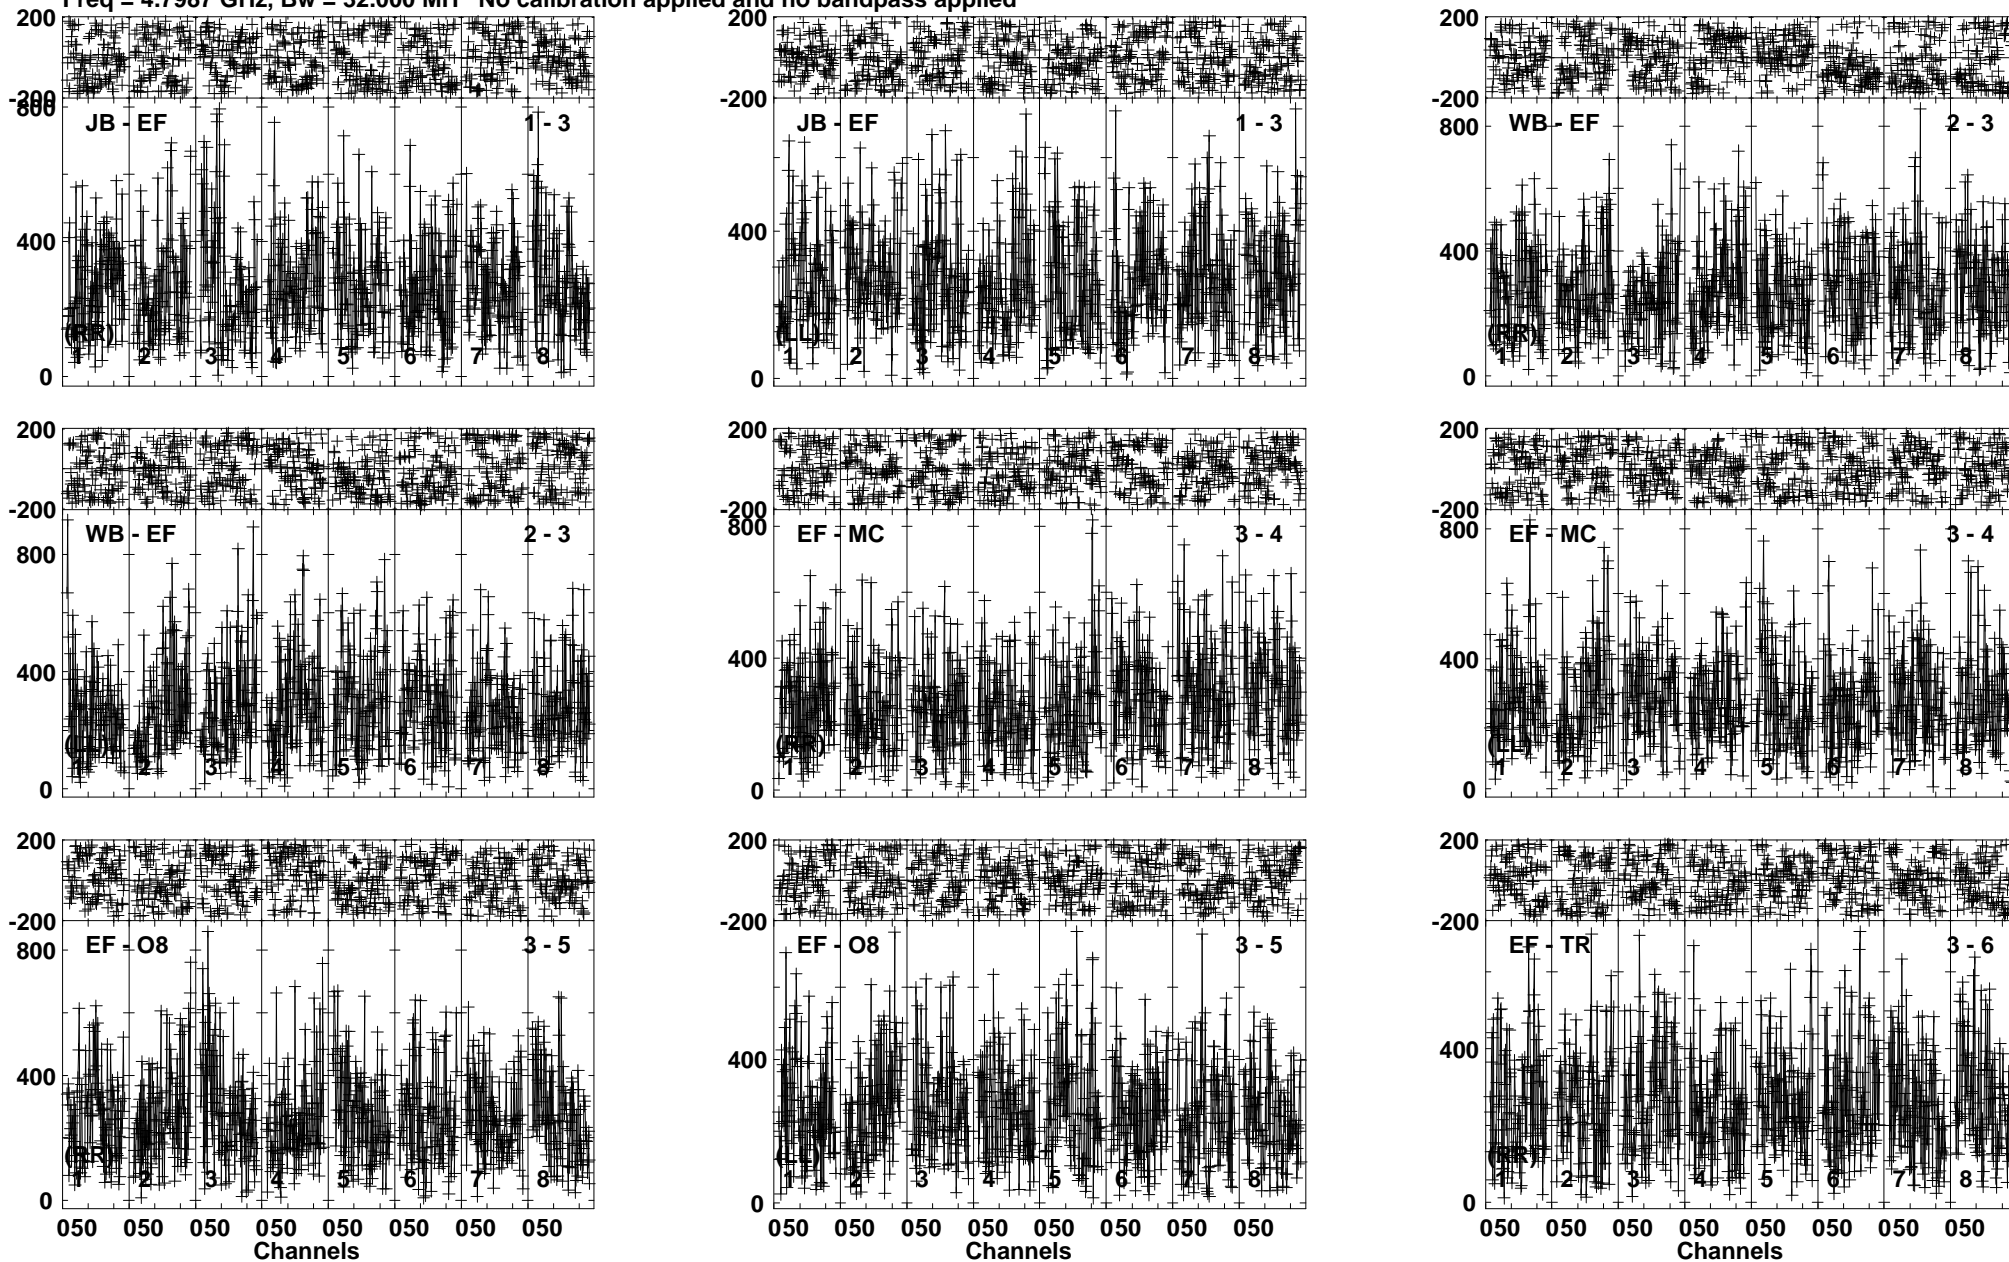 Freq = 4.7987 GHz, Bw = 32.000 MH No calibration applied and no bandpass applied
200 200 200
-200 -200 -200
800
JB - EF 1 - 3 JB - EF 1 - 3 WB - EF 2 - 3
800
400 400 400
(RR) (LL) (RR)
1 2 3 4 5 6 7 8 1 2 3 4 5 6 7 8 1 2 3 4 5 6 7 8
0 0 0
200 200 200
-200 -200 -200
WB - EF 2 - 3 EF - MC 3 - 4 EF - MC 3 - 4
800 800 800
400 400 400
(LL) (RR) (LL)
1 2 3 4 5 6 7 8 1 2 3 4 5 6 7 8 1 2 3 4 5 6 7 8
0 0 0
200 200 200
-200 -200 -200
EF - O8 3 - 5 EF - O8 3 - 5 EF - TR 3 - 6
800
400 400 400
(RR) (LL) (RR)
1 2 3 4 5 6 7 8 1 2 3 4 5 6 7 8 1 2 3 4 5 6 7 8
0 0 0
050 050 050 050 050 050 050 050 050 050 050 050 050 050 050 050 050 050 050 050 050 050 050 050
Channels Channels Channels